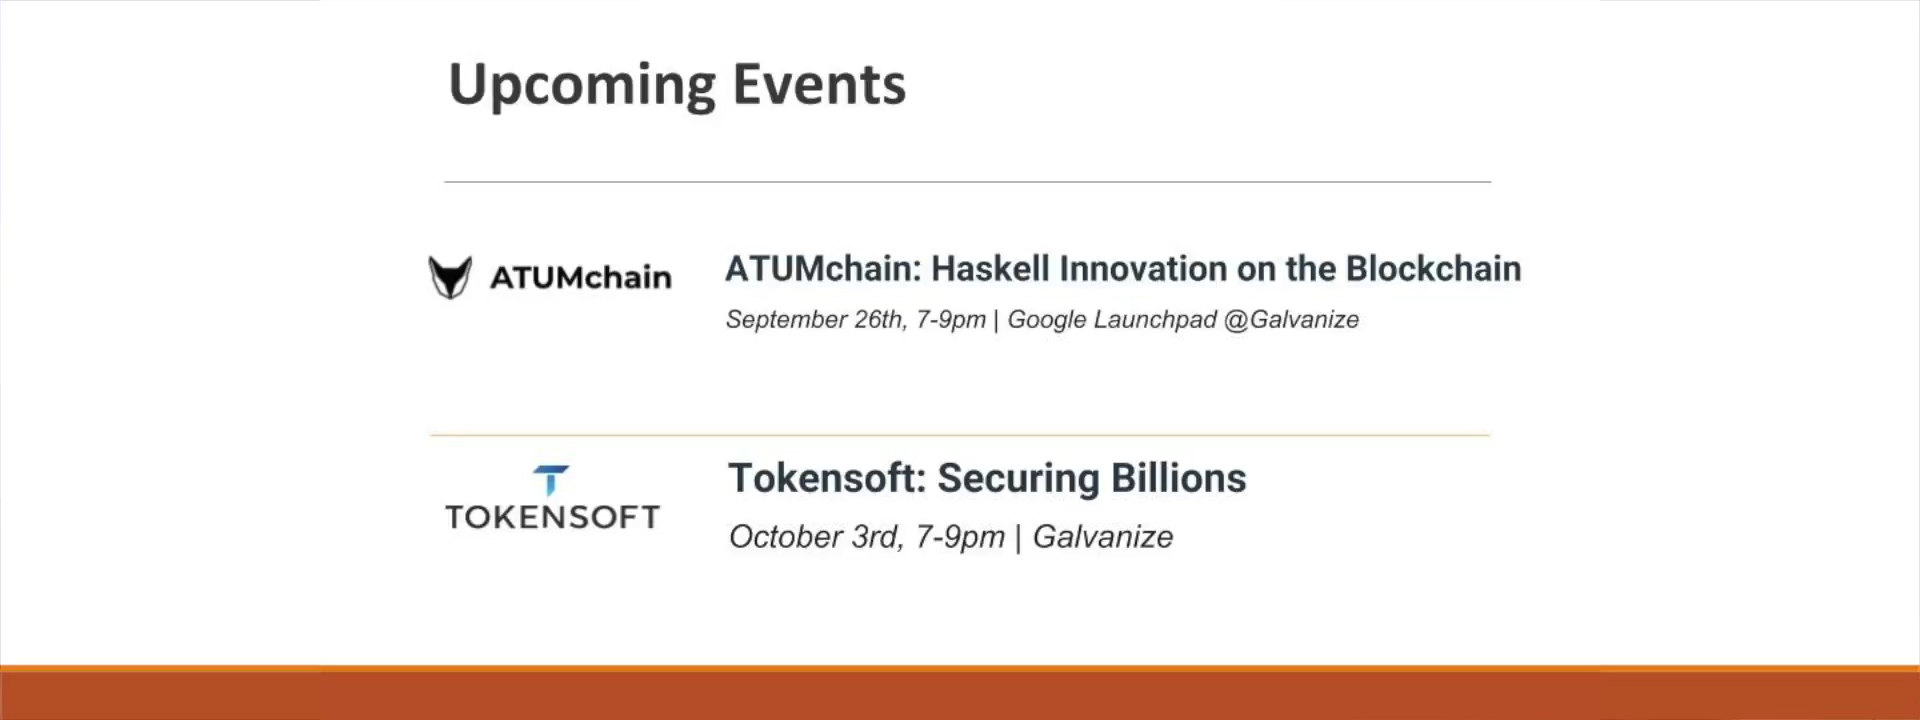 Upcoming Events
ATUMchain
ATUMchain: Haskell Innovation on the Blockchain
September 26th, 7-9pm | Google Launchpad @Galvanize
TOKENSOFT
Tokensoft: Securing Billions
October 3rd, 7-9pm | Galvanize